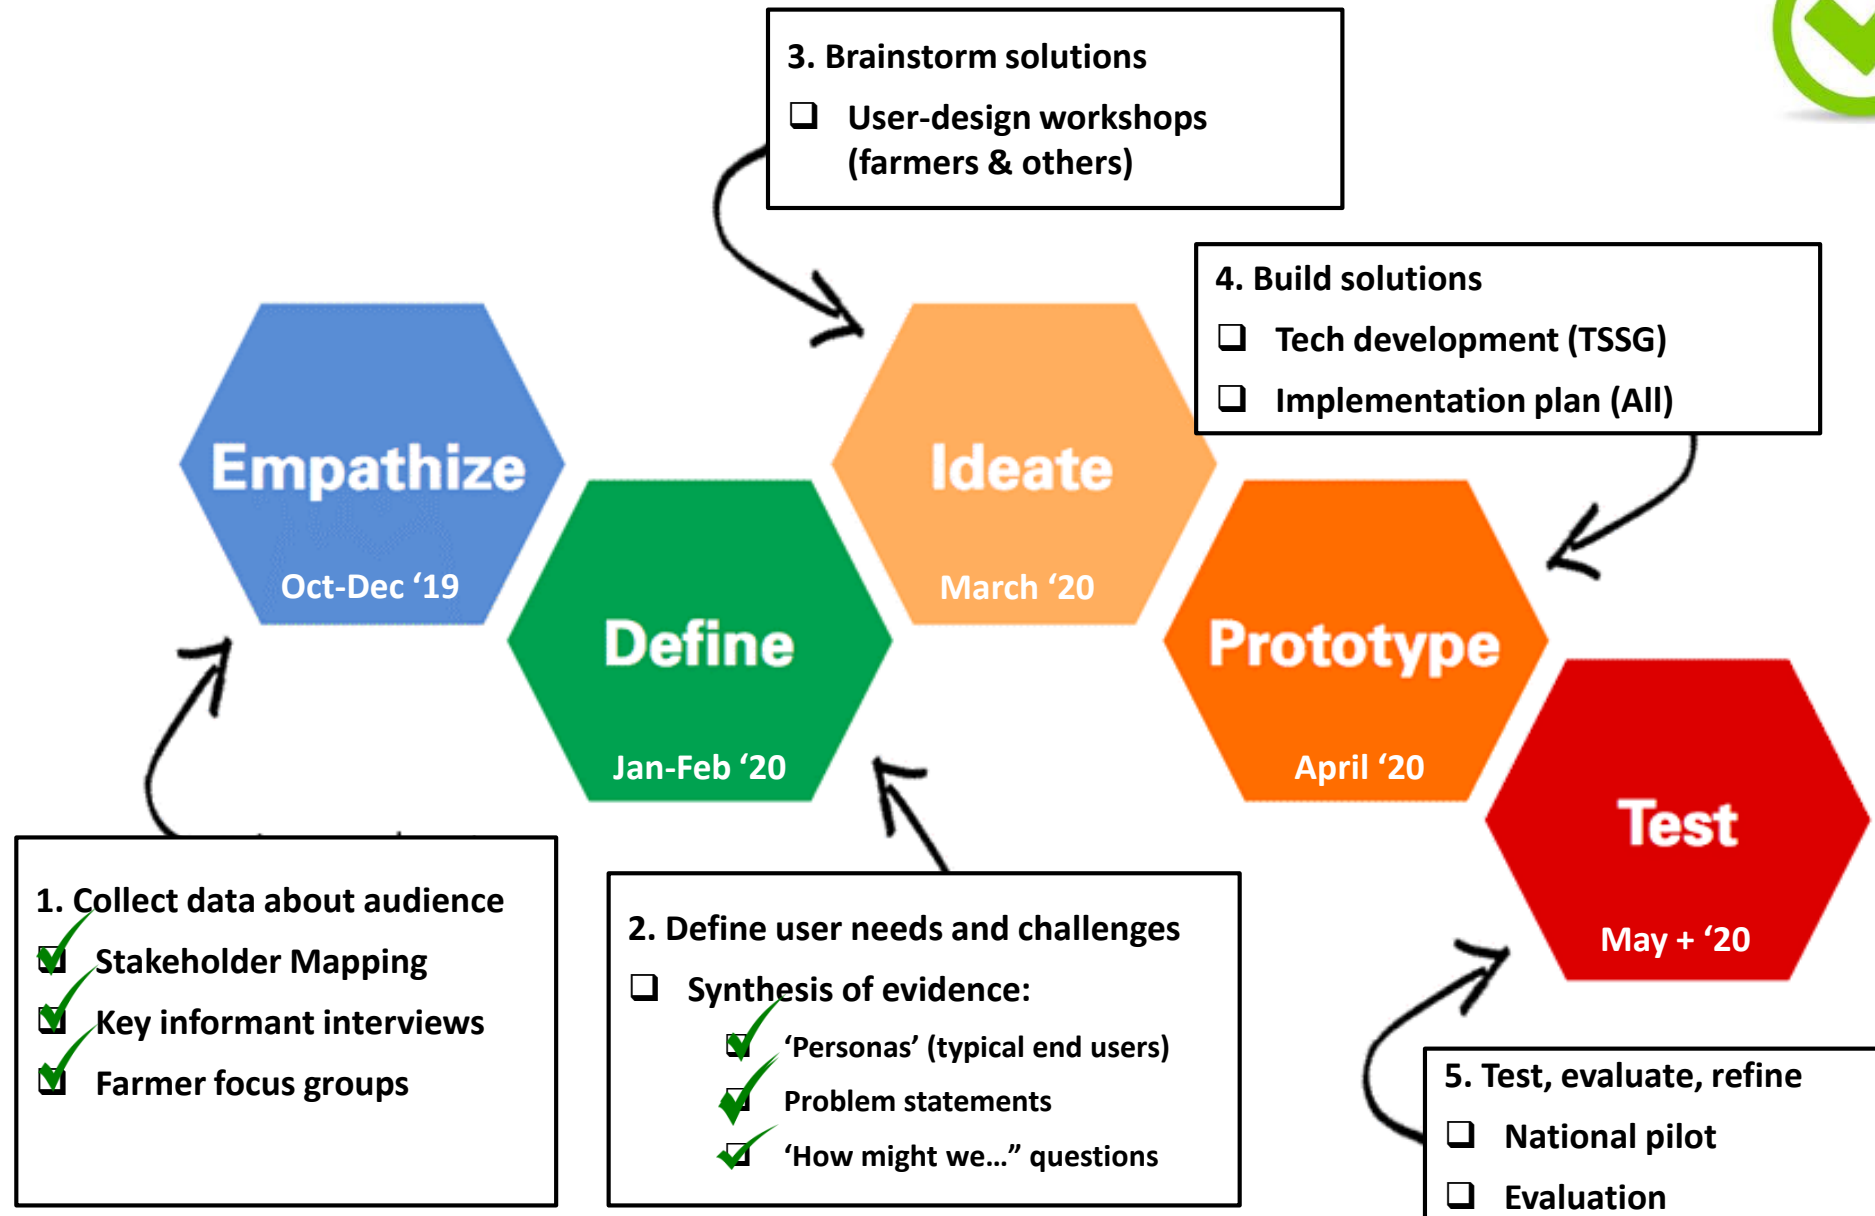 3. Brainstorm solutions
❑ User-design workshops
(farmers & others)
4. Build solutions
❑ Tech development (TSSG)
❑ Implementation plan (All)
Empathize
Oct-Dec ‘19
Define
Jan-Feb ‘20
Ideate
March ‘20
Prototype
April ‘20
Test
May + ‘20
1. Collect data about audience
❑ Stakeholder Mapping
❑ Key informant interviews
❑ Farmer focus groups
2. Define user needs and challenges
❑ Synthesis of evidence:
❑ ‘Personas’ (typical end users)
❑ Problem statements
❑ ‘How might we…” questions
5. Test, evaluate, refine
❑ National pilot
❑ Evaluation